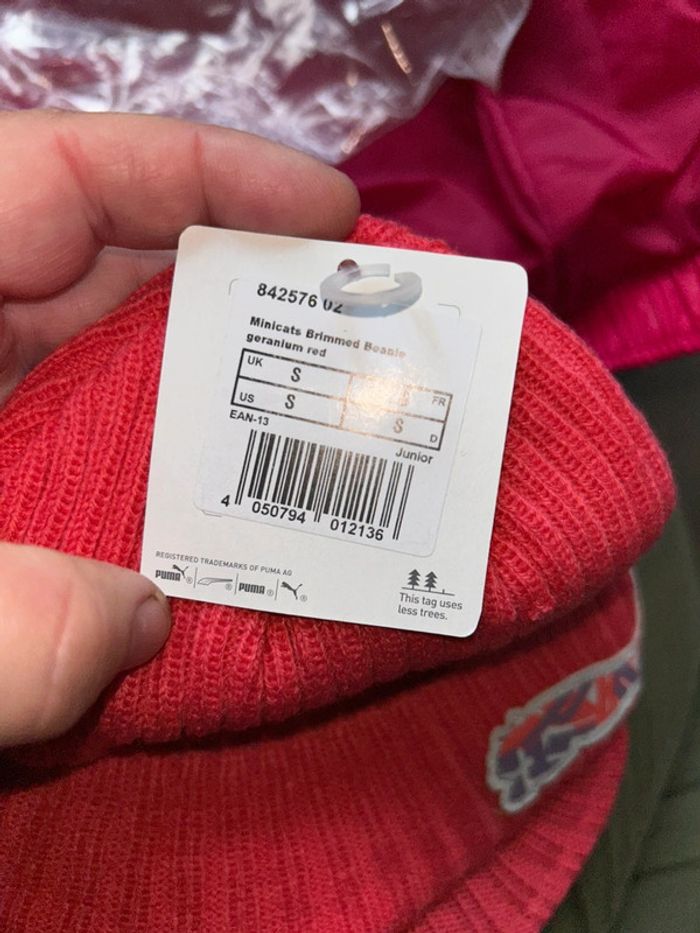 842576 02
Minicats Brimmed Beanie
geranium red
UK S S FR
US S S D
EAN-13
Junior
4 050794 012136
REGISTERED TRADEMARKS OF PUMA AG
PUMA ® ® PUMA ® ®
This tag uses
less trees.